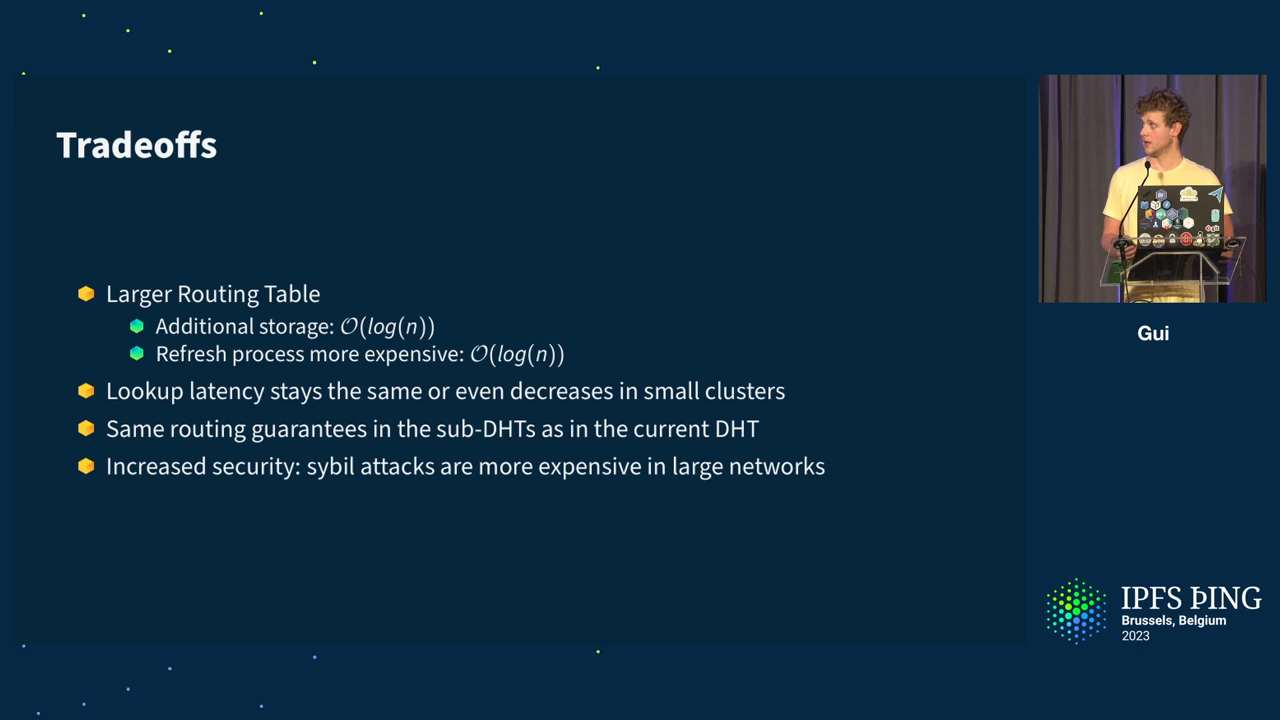 Tradeoffs
Larger Routing Table
Additional storage: 𝒪(log(n))
Refresh process more expensive: 𝒪(log(n))
Lookup latency stays the same or even decreases in small clusters
Same routing guarantees in the sub-DHTs as in the current DHT
Increased security: sybil attacks are more expensive in large networks
Gui
IPFS ÞING
Brussels, Belgium
2023